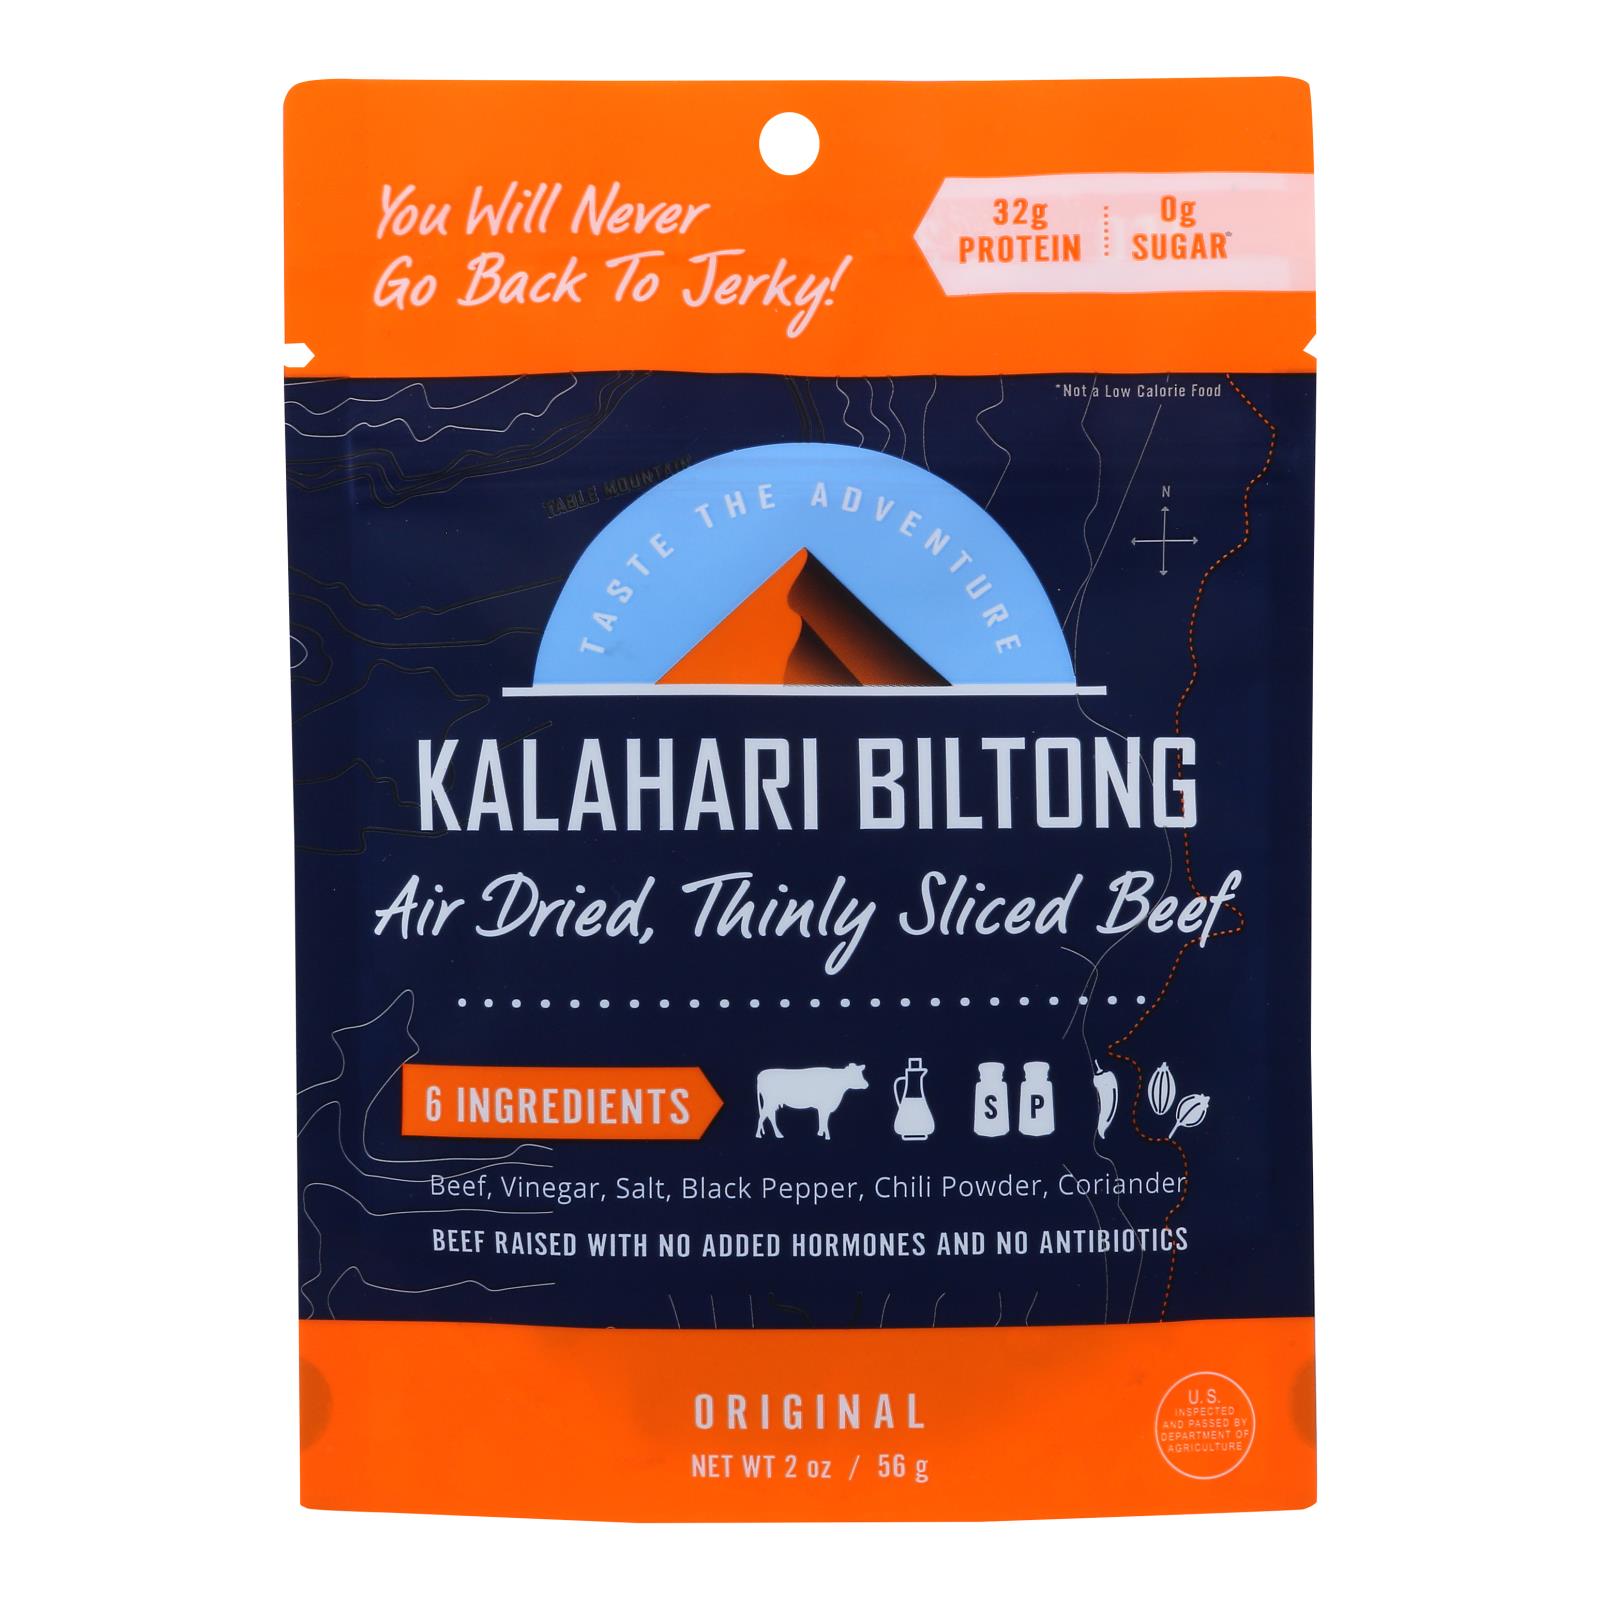 You Will Never
Go Back To Jerky!
32g
PROTEIN
0g
SUGAR*
*Not a Low Calorie Food
TABLE MOUNTAIN
TASTE THE ADVENTURE
N
KALAHARI BILTONG
Air Dried, Thinly Sliced Beef
6 INGREDIENTS
S P
Beef, Vinegar, Salt, Black Pepper, Chili Powder, Coriander
BEEF RAISED WITH NO ADDED HORMONES AND NO ANTIBIOTICS
ORIGINAL
NET WT 2 oz / 56 g
U.S.
INSPECTED
AND PASSED BY
DEPARTMENT OF
AGRICULTURE